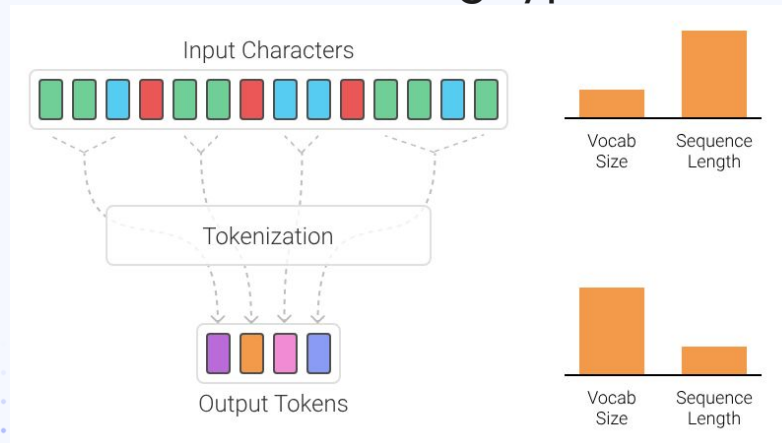 Input Characters
Vocab
Size
Sequence
Length
Tokenization
Output Tokens
Vocab
Size
Sequence
Length